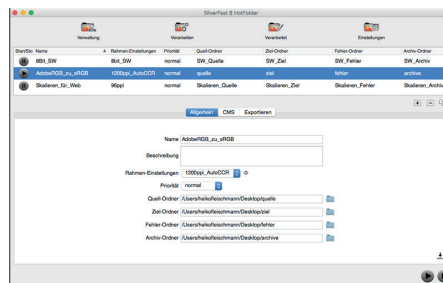 SilverFast 8 HotFolder
Verwaltung Verarbeiten Verarbeitet Einstellungen
Start/Sto Name Rahmen-Einstellungen Priorität Quell-Ordner Ziel-Ordner Fehler-Ordner Archiv-Ordner
8Bit_SW 8bit_SW normal SW_Quelle SW_Ziel SW_Fehler SW_Archiv
AdobeRGB_zu_sRGB 1200ppi_AutoCCR normal quelle ziel fehler archive
Skalieren_für_Web 96ppi normal Skalieren_Quelle Skalieren_Ziel Skalieren_Fehler Skalieren_Archiv
Allgemein CMS Exportieren
Name AdobeRGB_zu_sRGB
Beschreibung
Rahmen-Einstellungen 1200ppi_AutoCCR
Priorität normal
Quell-Ordner /Users/heikofleischmann/Desktop/quelle
Ziel-Ordner /Users/heikofleischmann/Desktop/ziel
Fehler-Ordner /Users/heikofleischmann/Desktop/fehler
Archiv-Ordner /Users/heikofleischmann/Desktop/archive